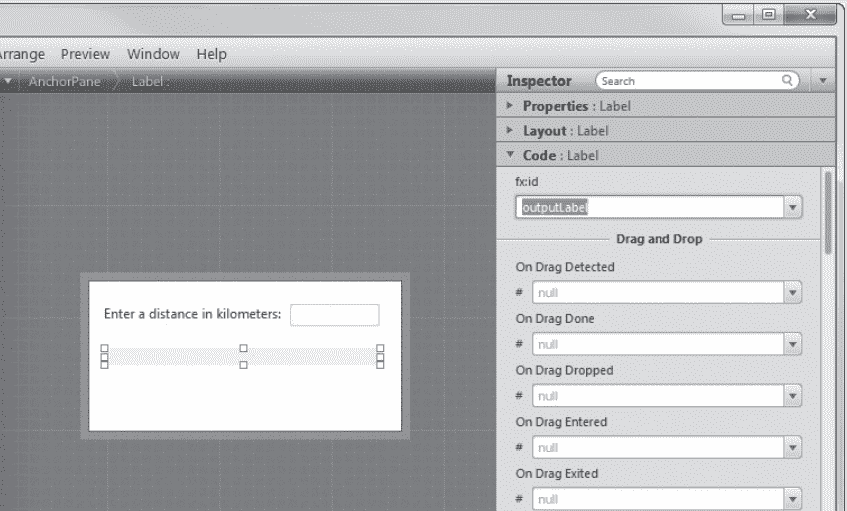 Arrange Preview Window Help
AnchorPane Label :
Inspector Search
Properties : Label
Layout : Label
Code : Label
fx:id
outputLabel
Drag and Drop
On Drag Detected
# null
On Drag Done
# null
On Drag Dropped
# null
On Drag Entered
# null
On Drag Exited
# null
Enter a distance in kilometers: